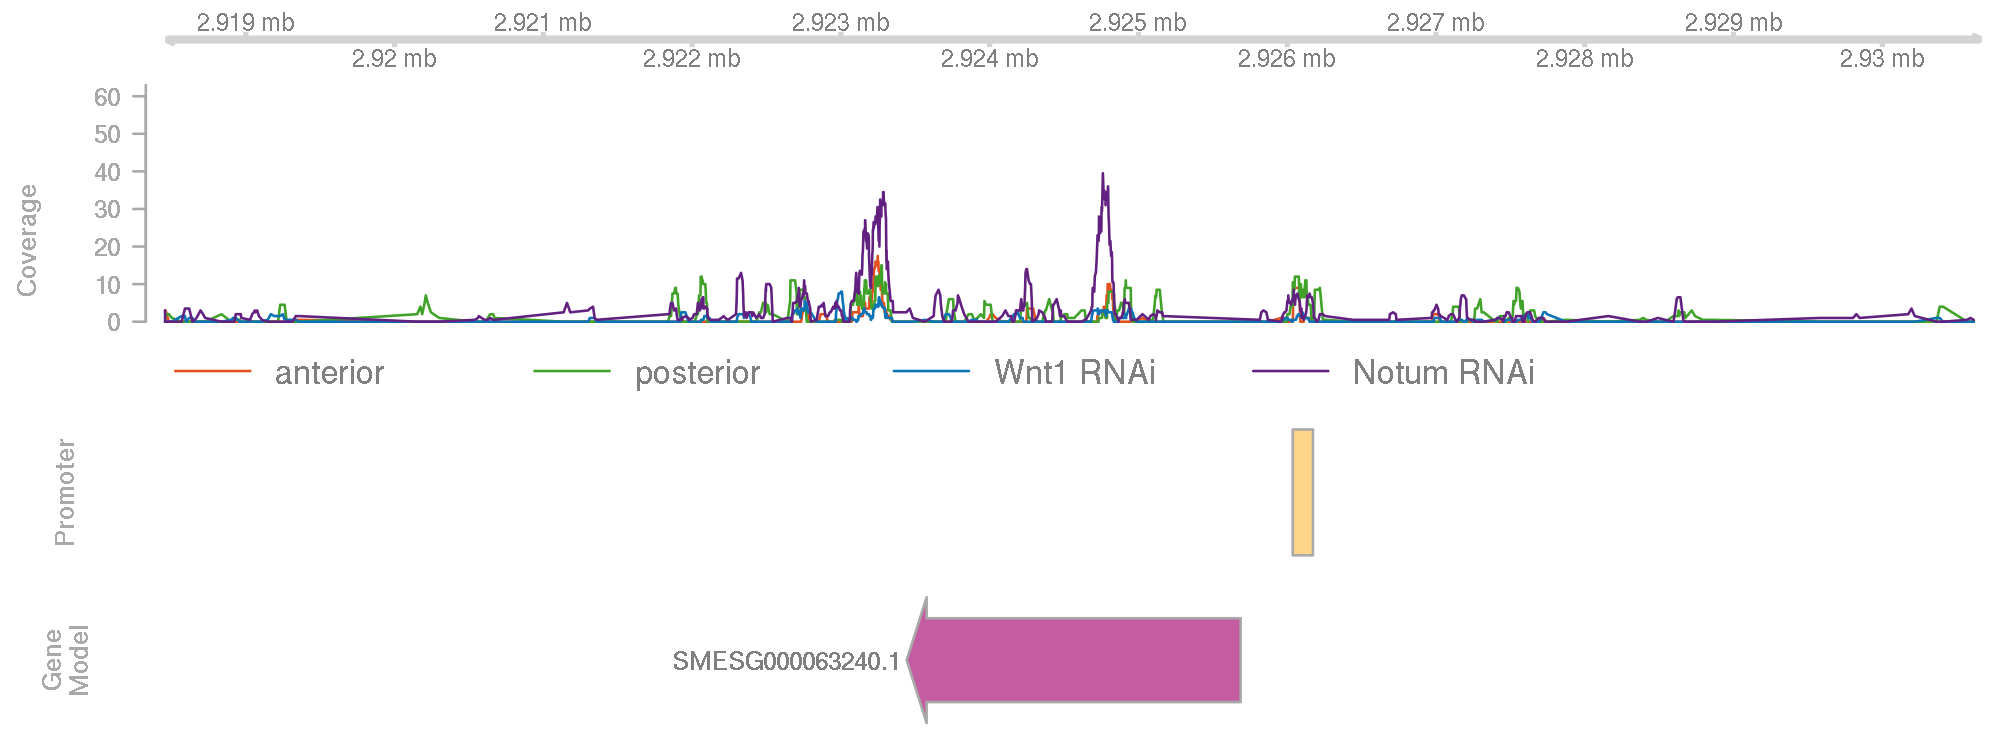 2.919 mb 2.921 mb 2.923 mb 2.925 mb 2.927 mb 2.929 mb
2.92 mb 2.922 mb 2.924 mb 2.926 mb 2.928 mb 2.93 mb
60
50
40
30
20
10
0
Coverage
anterior posterior Wnt1 RNAi Notum RNAi
Promoter
Gene
Model
SMESG000063240.1